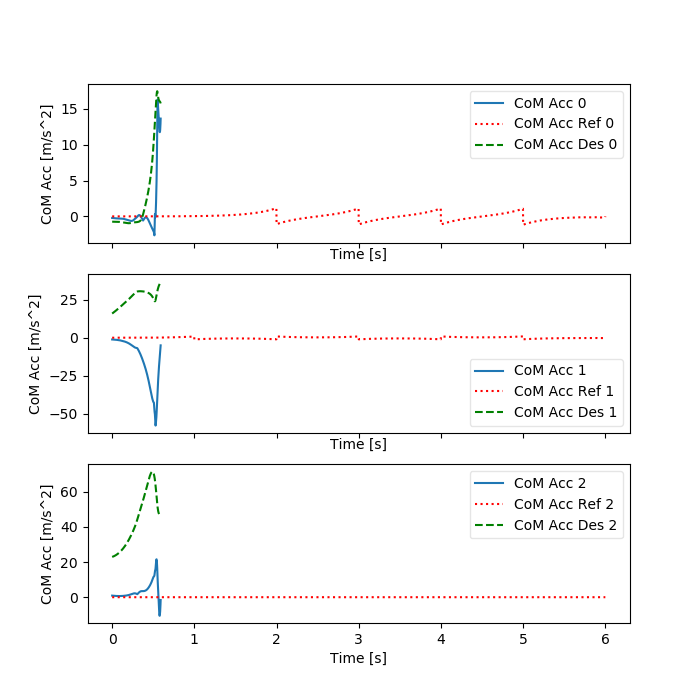 CoM Acc [m/s^2]
15
10
5
0
CoM Acc 0
CoM Acc Ref 0
CoM Acc Des 0
Time [s]
CoM Acc [m/s^2]
25
0
−25
−50
CoM Acc 1
CoM Acc Ref 1
CoM Acc Des 1
Time [s]
CoM Acc [m/s^2]
60
40
20
0
CoM Acc 2
CoM Acc Ref 2
CoM Acc Des 2
0 1 2 3 4 5 6
Time [s]